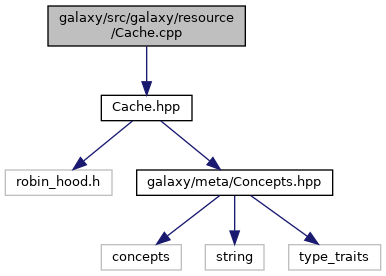 galaxy/src/galaxy/resource
/Cache.cpp
Cache.hpp
robin_hood.h
galaxy/meta/Concepts.hpp
concepts
string
type_traits